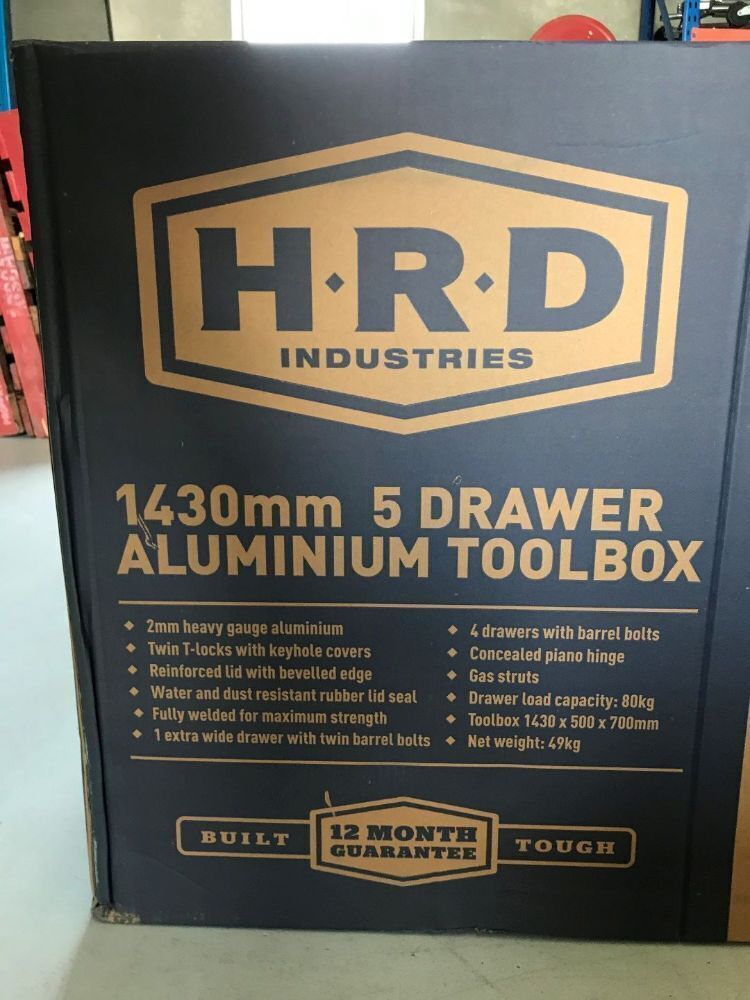 H·R·D
INDUSTRIES
1430mm 5 DRAWER
ALUMINIUM TOOLBOX
◆ 2mm heavy gauge aluminium
◆ Twin T-locks with keyhole covers
◆ Reinforced lid with bevelled edge
◆ Water and dust resistant rubber lid seal
◆ Fully welded for maximum strength
◆ 1 extra wide drawer with twin barrel bolts
◆ 4 drawers with barrel bolts
◆ Concealed piano hinge
◆ Gas struts
◆ Drawer load capacity: 80kg
◆ Toolbox 1430 x 500 x 700mm
◆ Net weight: 49kg
BUILT
12 MONTH
GUARANTEE
TOUGH